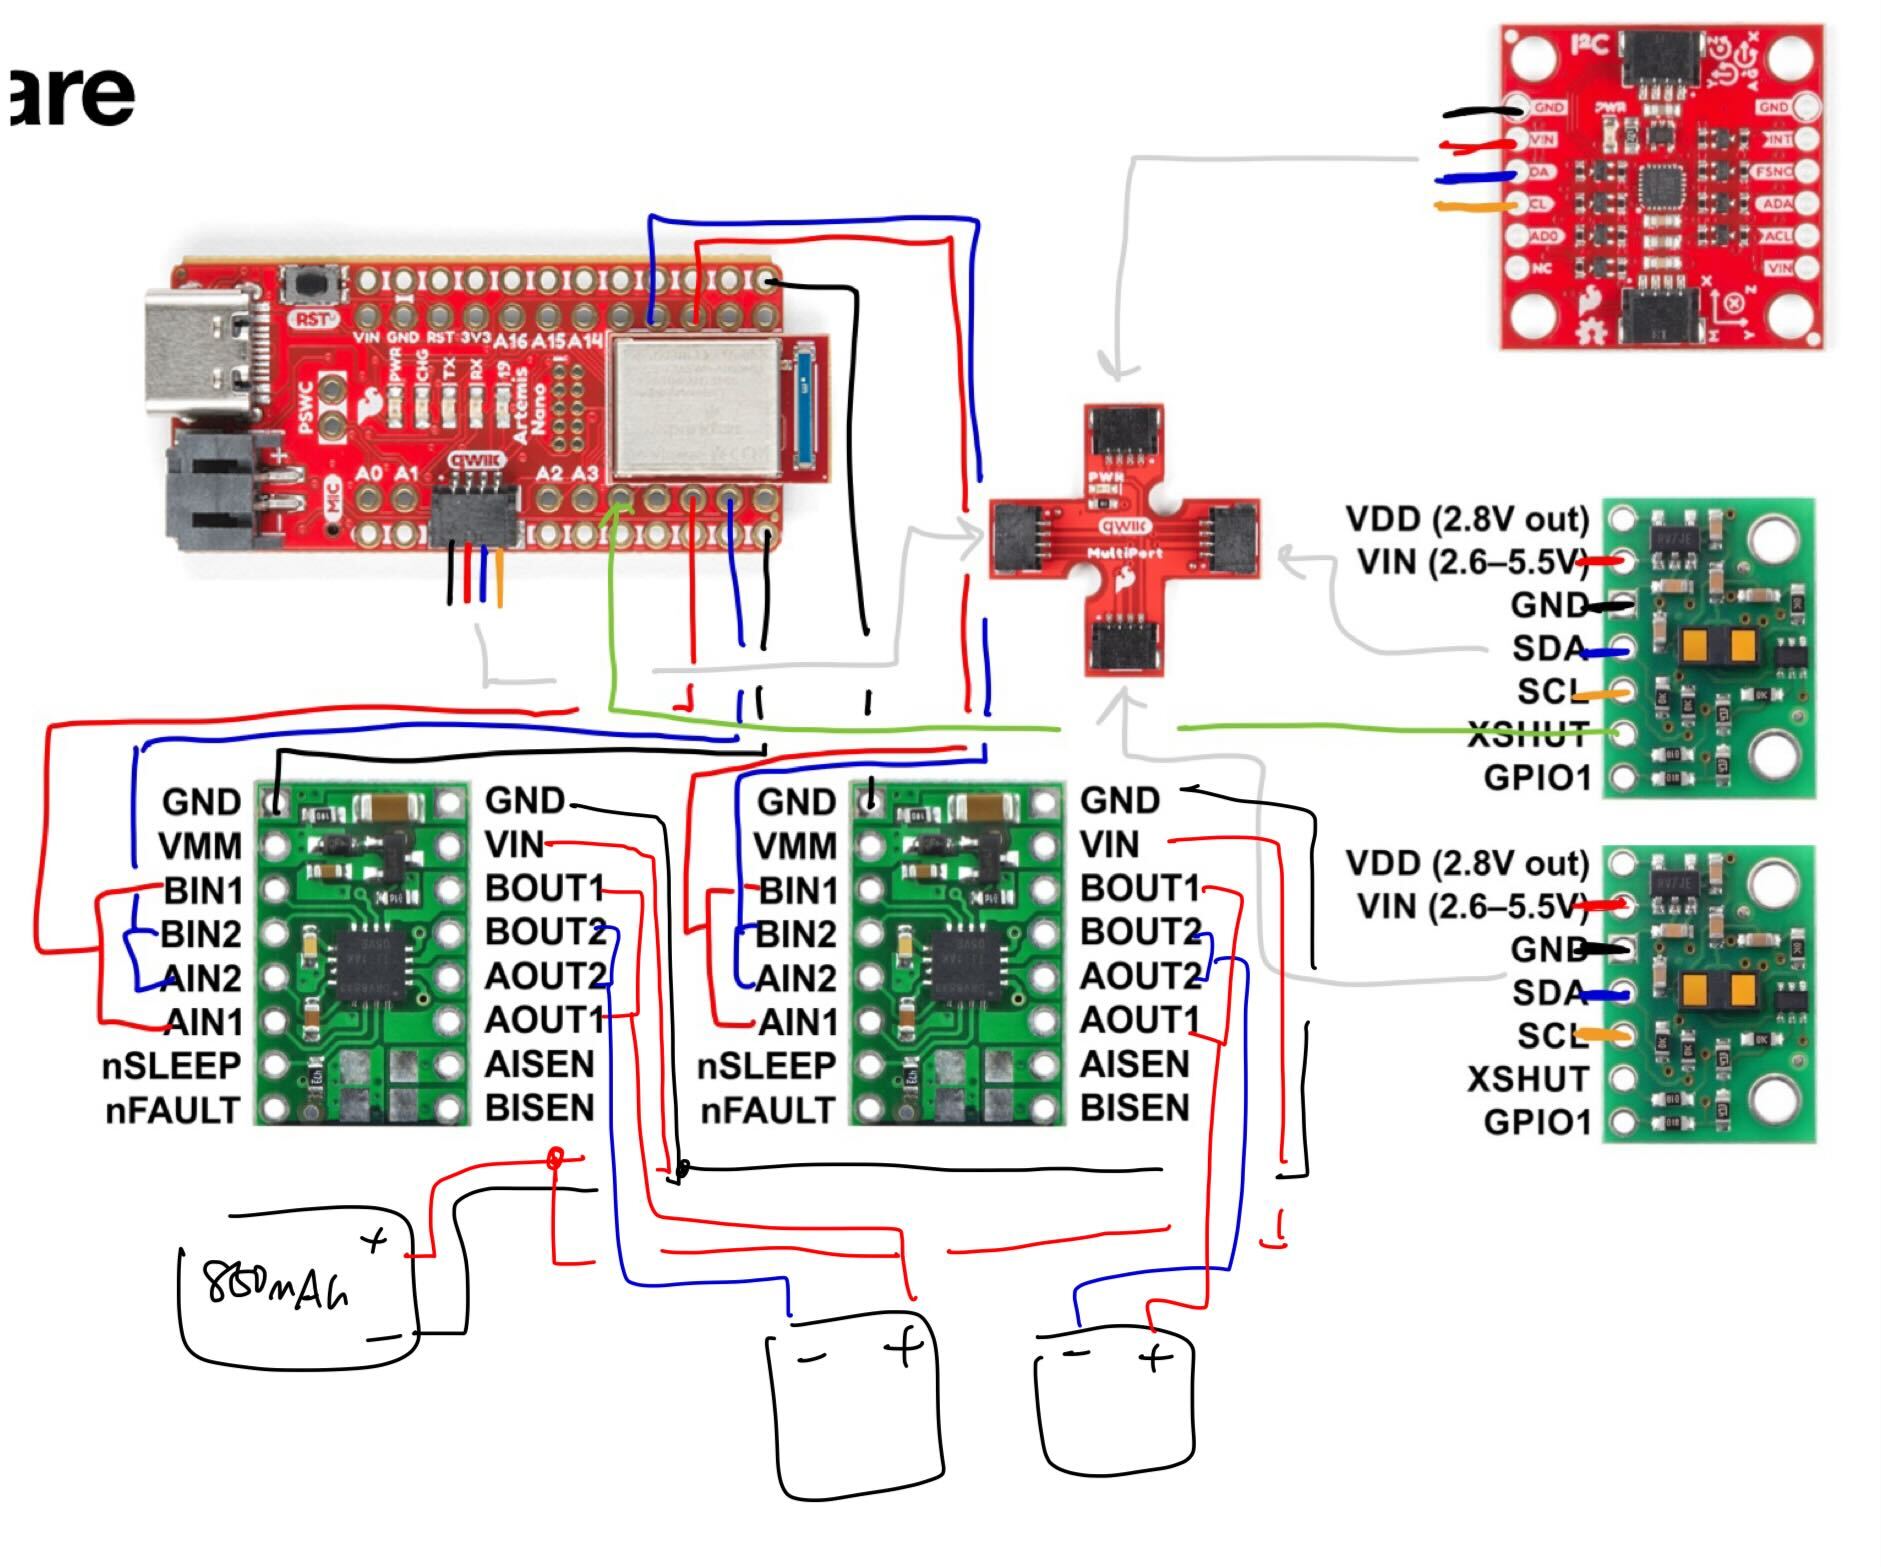 are
I²C
GND
VIN
DA
CL
AD0
NC
PWR
GND
INT
FSNC
ADA
ACL
VIN
RST
VIN GND RST 3V3 A16 A15 A14
PSWC
PWR
CHG
TX
RX
19
Artemis
Nano
A0 A1
qwiic
A2 A3
MIC
PWR
qwiic
MultiPort
VDD (2.8V out)
VIN (2.6–5.5V)
GND
SDA
SCL
XSHUT
GPIO1
GND
VMM
BIN1
BIN2
AIN2
AIN1
nSLEEP
nFAULT
GND
VIN
BOUT1
BOUT2
AOUT2
AOUT1
AISEN
BISEN
GND
VMM
BIN1
BIN2
AIN2
AIN1
nSLEEP
nFAULT
GND
VIN
BOUT1
BOUT2
AOUT2
AOUT1
AISEN
BISEN
VDD (2.8V out)
VIN (2.6–5.5V)
GND
SDA
SCL
XSHUT
GPIO1
+
850mAh
−
− +
− +